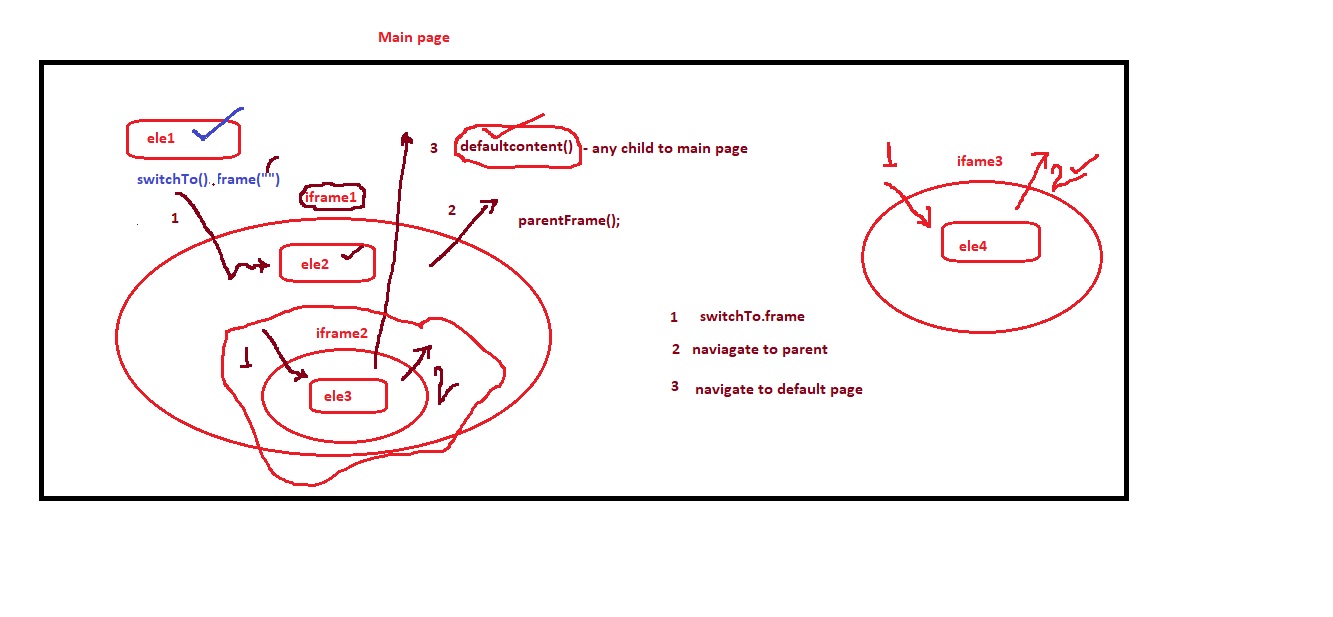 Main page
ele1
switchTo()..frame("")
1
iframe1
ele2
3 defaultcontent() - any child to main page
2 parentFrame();
iframe2
1
ele3
2
1
ifame3
2
ele4
1 switchTo.frame
2 naviagate to parent
3 navigate to default page